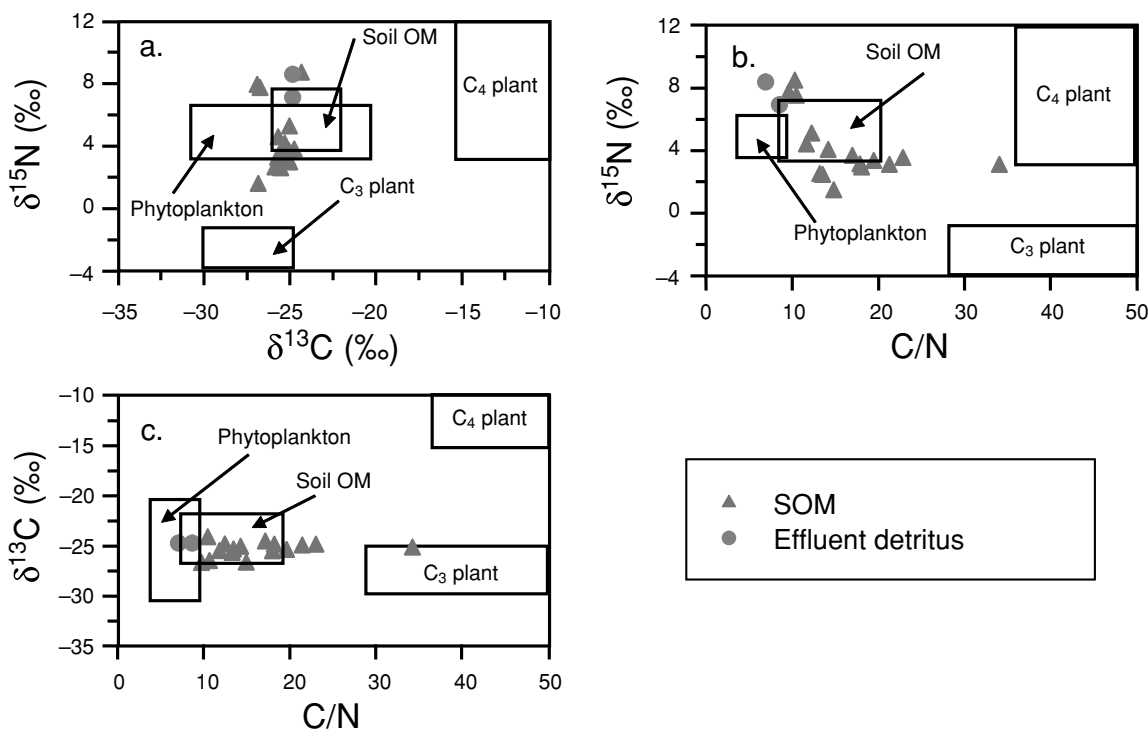 a.
Soil OM
C₄ plant
C₃ plant
Phytoplankton
δ¹⁵N (‰)
12
8
4
0
−4
−35
−30
−25
−20
−15
−10
δ¹³C (‰)
b.
Soil OM
C₄ plant
Phytoplankton
C₃ plant
δ¹⁵N (‰)
12
8
4
0
−4
0
10
20
30
40
50
C/N
c.
Phytoplankton
Soil OM
C₄ plant
C₃ plant
δ¹³C (‰)
−10
−15
−20
−25
−30
−35
0
10
20
30
40
50
C/N
SOM
Effluent detritus